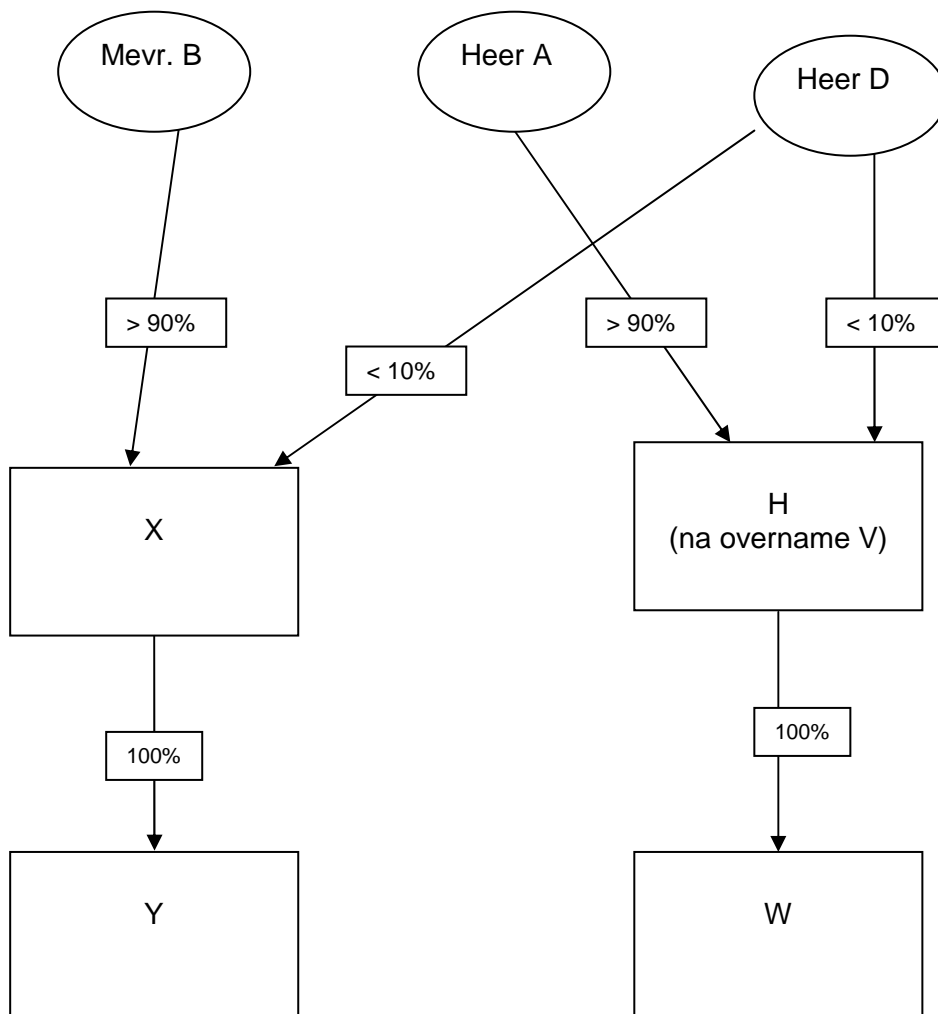 Mevr. B
Heer A
Heer D
> 90%
< 10%
> 90%
< 10%
X
H
(na overname V)
100%
100%
Y
W